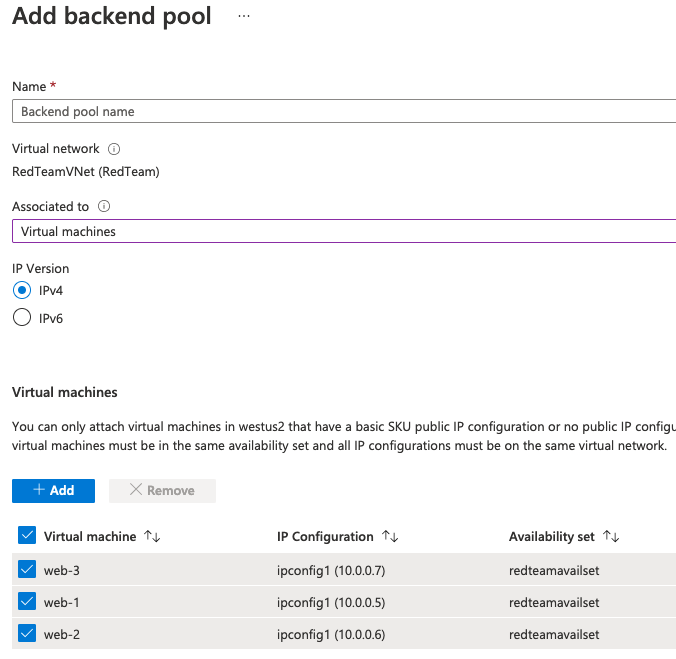 Add backend pool ...
Name *
Backend pool name
Virtual network
RedTeamVNet (RedTeam)
Associated to
Virtual machines
IP Version
IPv4
IPv6
Virtual machines
You can only attach virtual machines in westus2 that have a basic SKU public IP configuration or no public IP
virtual machines must be in the same availability set and all IP configurations must be on the same virtual network.
+ Add Remove
Virtual machine ↑↓ IP Configuration ↑↓ Availability set ↑↓
web-3 ipconfig1 (10.0.0.7) redteamavailset
web-1 ipconfig1 (10.0.0.5) redteamavailset
web-2 ipconfig1 (10.0.0.6) redteamavailset